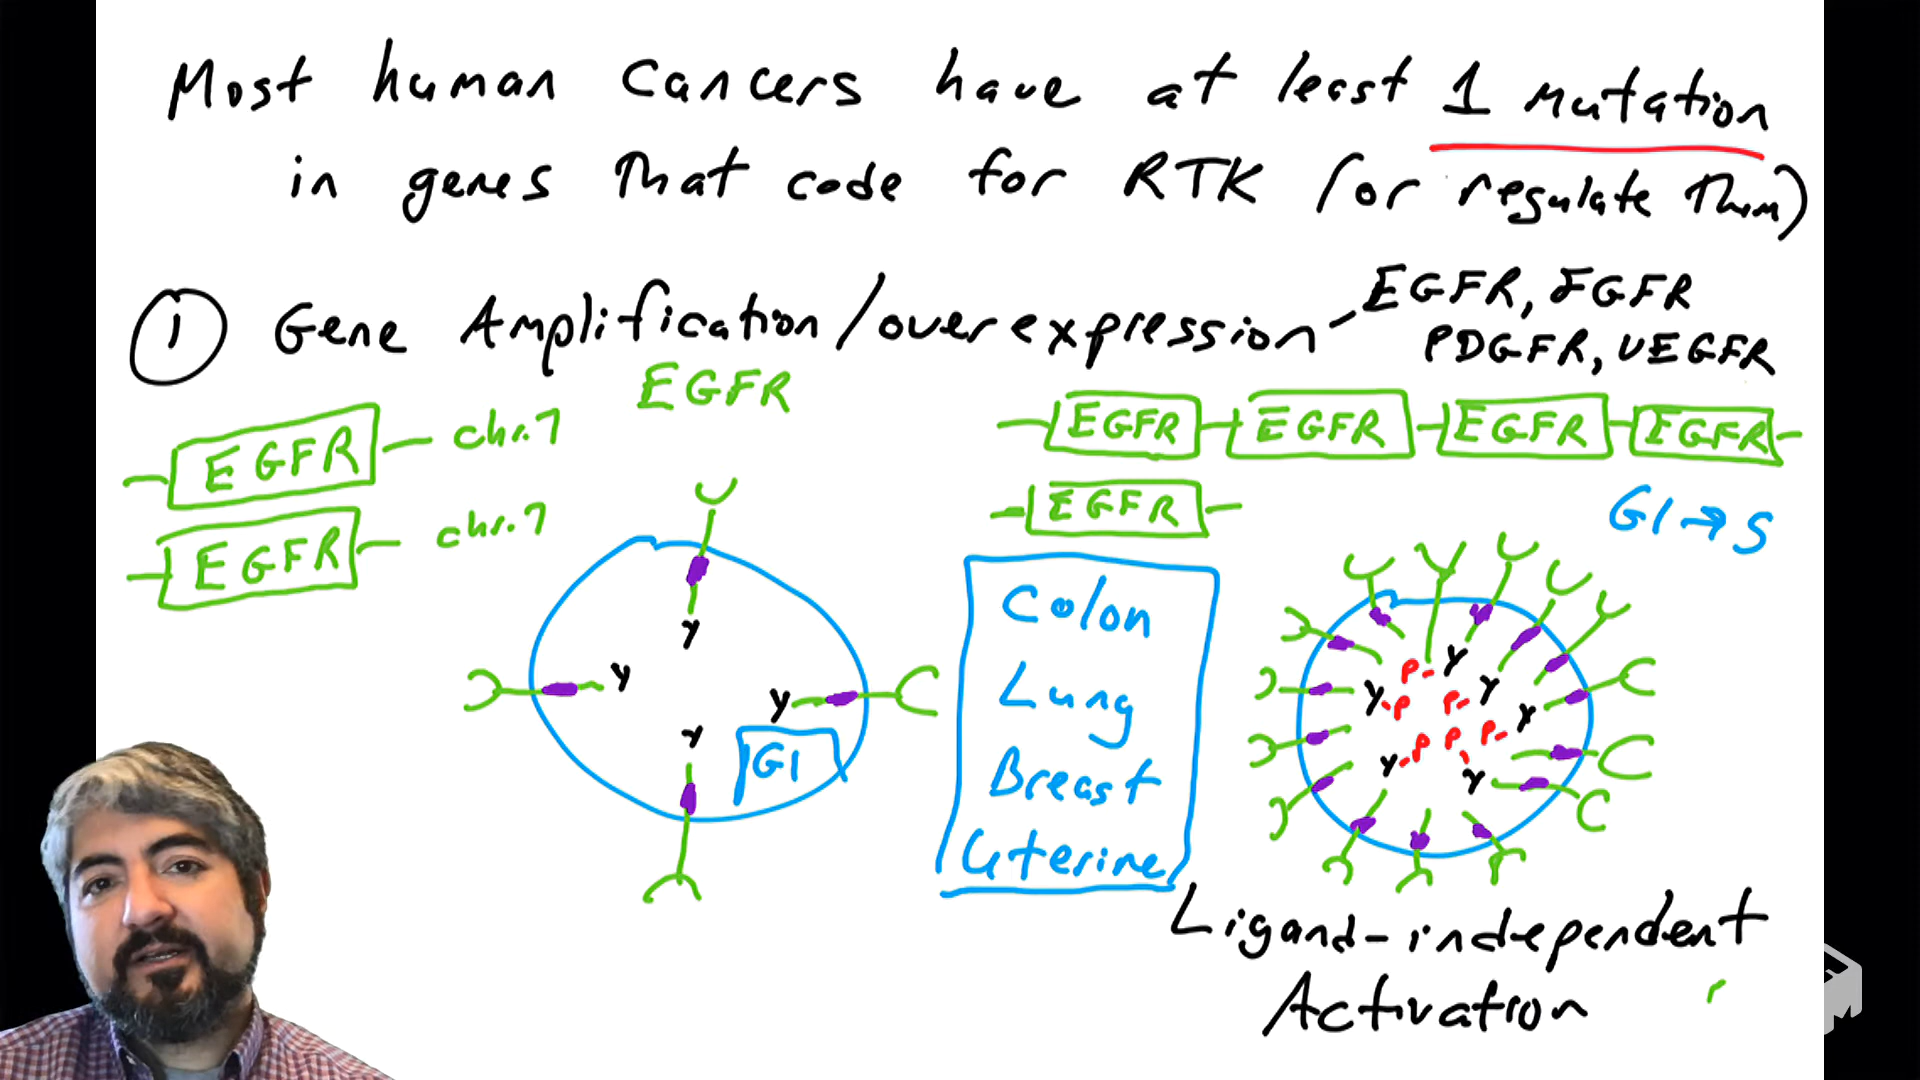 Most human cancers have at least 1 mutation
in genes that code for RTK (or regulate them)
1 Gene Amplification/overexpression - EGFR, FGFR
PDGFR, VEGFR
EGFR
EGFR chr.7
EGFR chr.7
EGFR EGFR EGFR EGFR
EGFR
G1 → S
Y
Y
Y
Y
G1
Colon
Lung
Breast
Uterine
P Y
Y P P Y
Y
P P P
Y Y
Ligand-independent
Activation